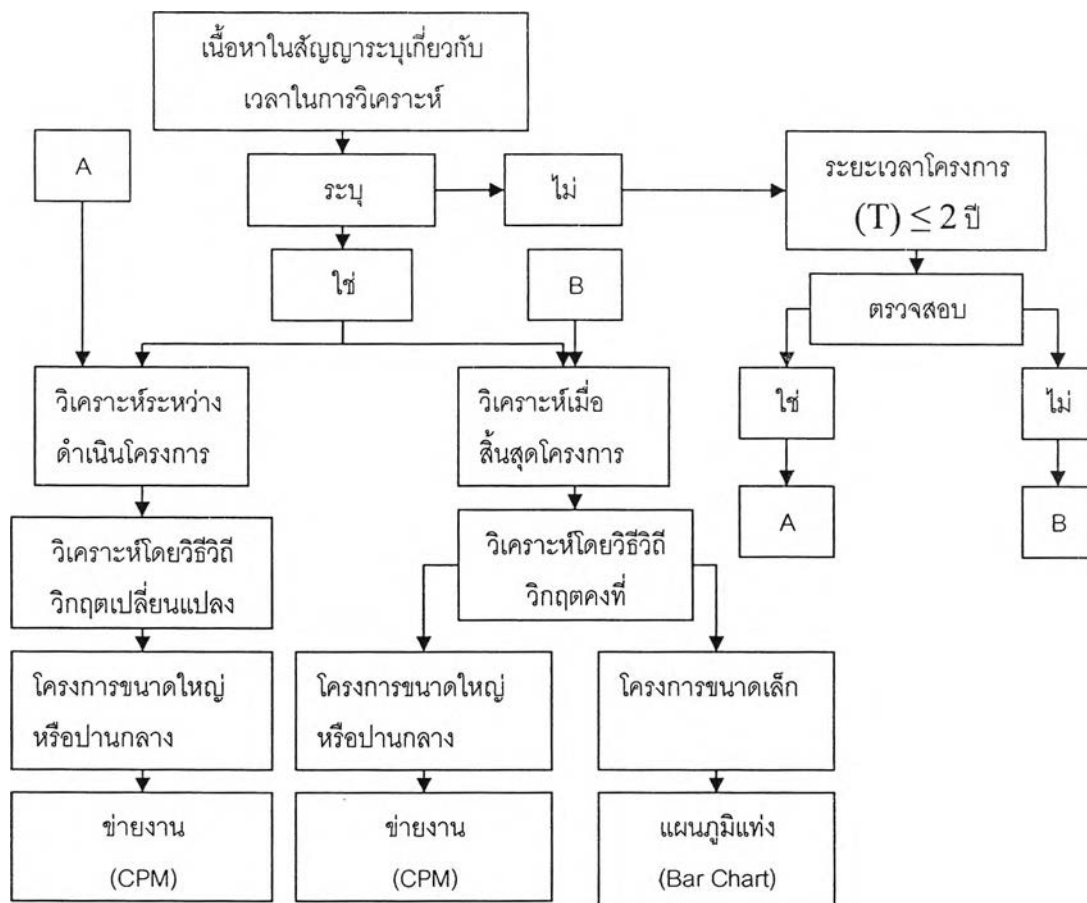 เนื้อหาในสัญญาระบุเกี่ยวกับ
เวลาในการวิเคราะห์
A
ระบุ
ไม่
ระยะเวลาโครงการ
(T) ≤ 2 ปี
ใช่
B
ตรวจสอบ
วิเคราะห์ระหว่าง
ดำเนินโครงการ
วิเคราะห์เมื่อ
สิ้นสุดโครงการ
ใช่
ไม่
A
B
วิเคราะห์โดยวิธีวิถี
วิกฤตเปลี่ยนแปลง
วิเคราะห์โดยวิธีวิถี
วิกฤตคงที่
โครงการขนาดใหญ่
หรือปานกลาง
โครงการขนาดใหญ่
หรือปานกลาง
โครงการขนาดเล็ก
ข่ายงาน
(CPM)
ข่ายงาน
(CPM)
แผนภูมิแท่ง
(Bar Chart)